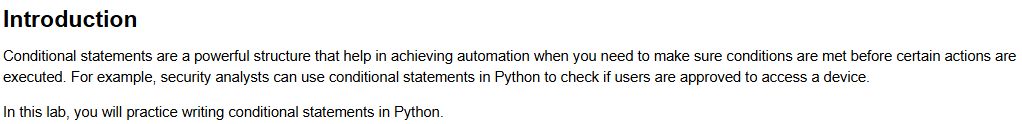 Introduction
Conditional statements are a powerful structure that help in achieving automation when you need to make sure conditions are met before certain actions are
executed. For example, security analysts can use conditional statements in Python to check if users are approved to access a device.
In this lab, you will practice writing conditional statements in Python.